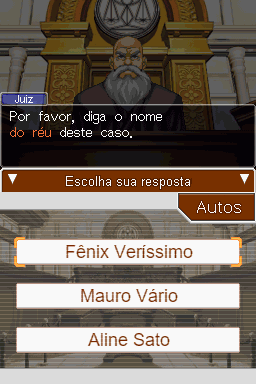 Juiz
Por favor, diga o nome
do réu deste caso.
Escolha sua resposta
Autos
Fênix Veríssimo
Mauro Vário
Aline Sato